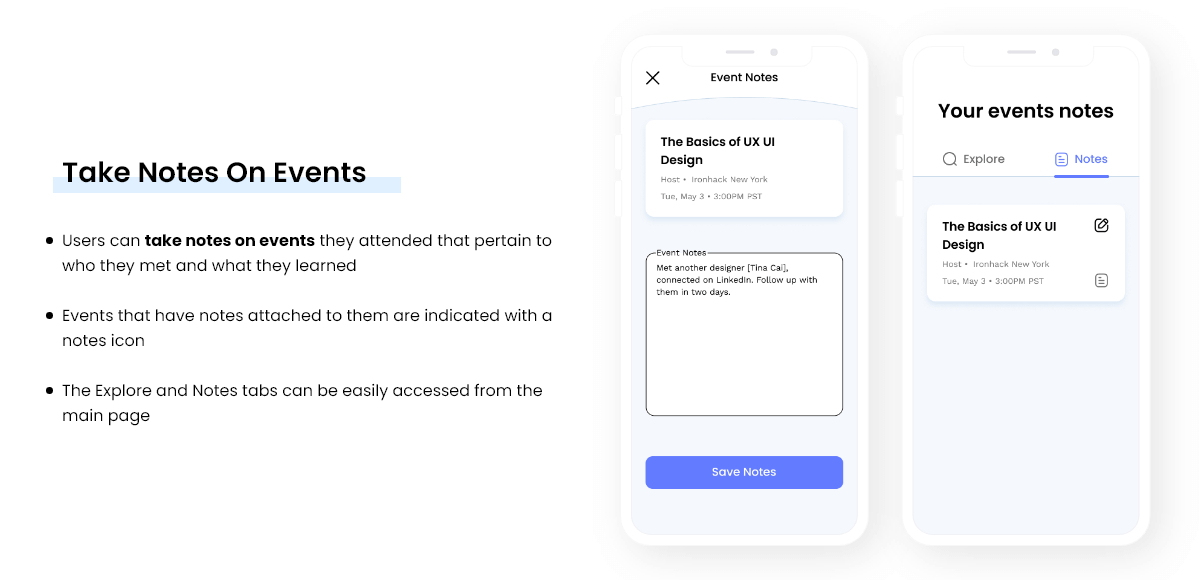 Take Notes On Events
Users can take notes on events they attended that pertain to
who they met and what they learned
Events that have notes attached to them are indicated with a
notes icon
The Explore and Notes tabs can be easily accessed from the
main page
Event Notes
The Basics of UX UI
Design
Host • Ironhack New York
Tue, May 3 • 3:00PM PST
Event Notes
Met another designer [Tina Cai],
connected on LinkedIn. Follow up with
them in two days.
Save Notes
Your events notes
Explore
Notes
The Basics of UX UI
Design
Host • Ironhack New York
Tue, May 3 • 3:00PM PST